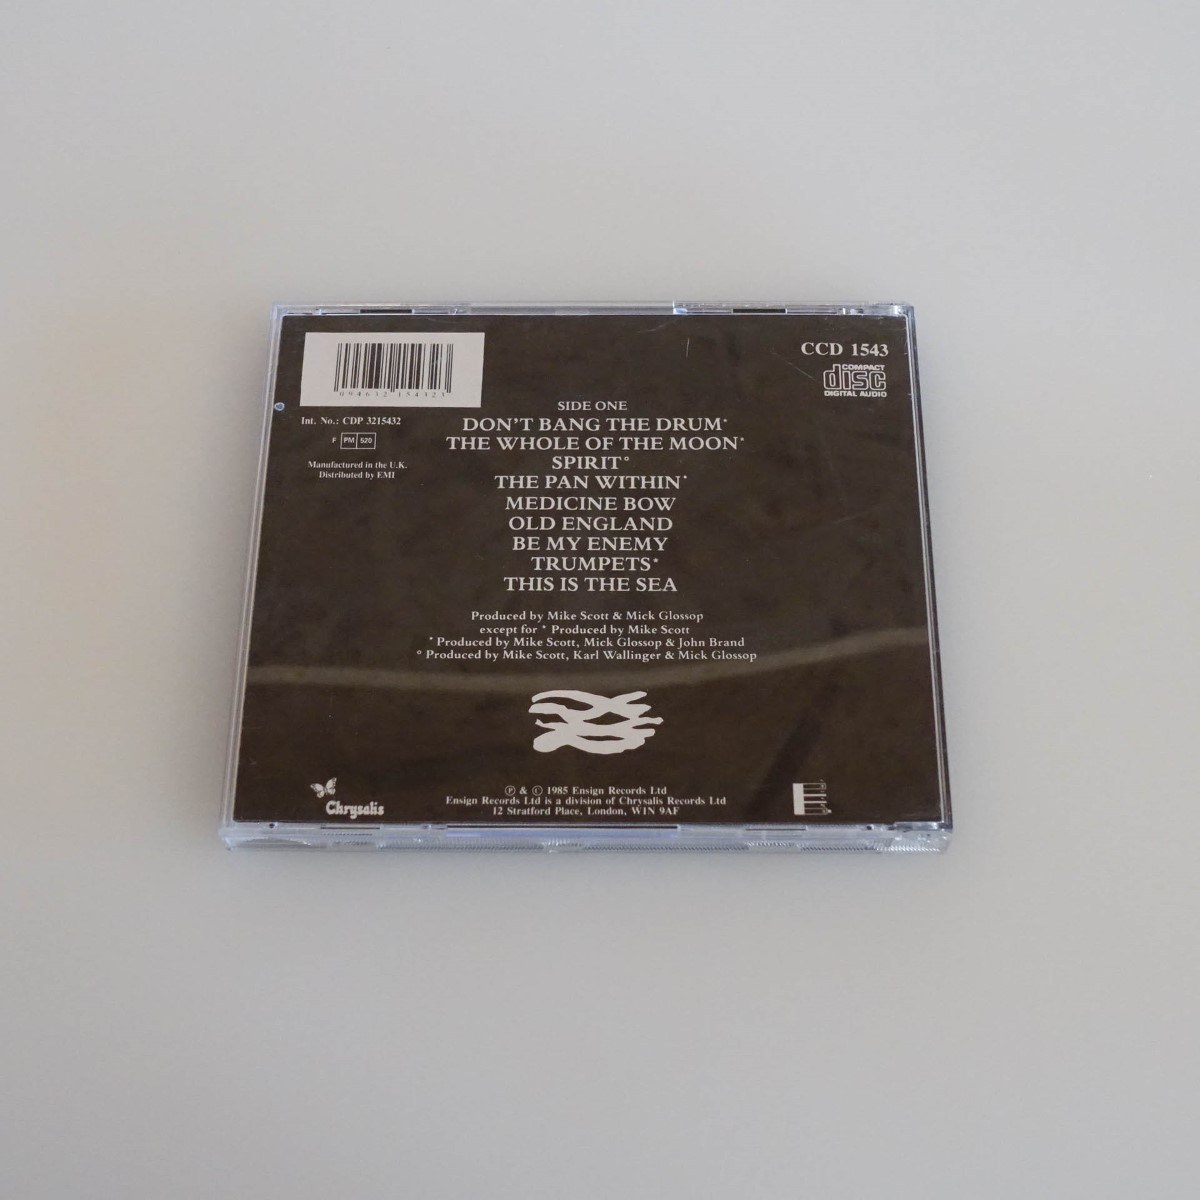 CCD 1543
COMPACT
disc
DIGITAL AUDIO
0 94632 15432 3
Int. No.: CDP 3215432
F PM 520
Manufactured in the U.K.
Distributed by EMI
SIDE ONE
DON'T BANG THE DRUM*
THE WHOLE OF THE MOON*
SPIRIT°
THE PAN WITHIN*
MEDICINE BOW
OLD ENGLAND
BE MY ENEMY
TRUMPETS*
THIS IS THE SEA
Produced by Mike Scott & Mick Glossop
except for * Produced by Mike Scott
* Produced by Mike Scott, Mick Glossop & John Brand
° Produced by Mike Scott, Karl Wallinger & Mick Glossop
Chrysalis
℗ & © 1985 Ensign Records Ltd
Ensign Records Ltd is a division of Chrysalis Records Ltd
12 Stratford Place, London, W1N 9AF